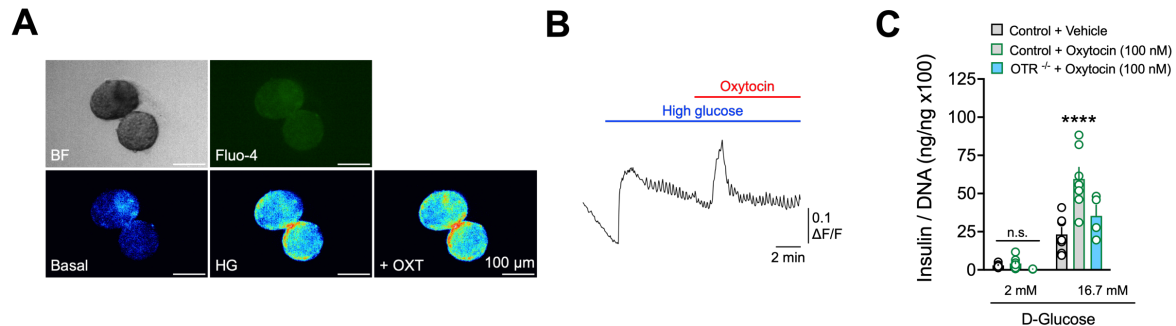 A
BF
Fluo-4
Basal
HG
+ OXT
100 µm
B
Oxytocin
High glucose
0.1
ΔF/F
2 min
C
Control + Vehicle
Control + Oxytocin (100 nM)
OTR -/- + Oxytocin (100 nM)
Insulin / DNA (ng/ng x100)
125
100
75
50
25
0
****
n.s.
2 mM
16.7 mM
D-Glucose